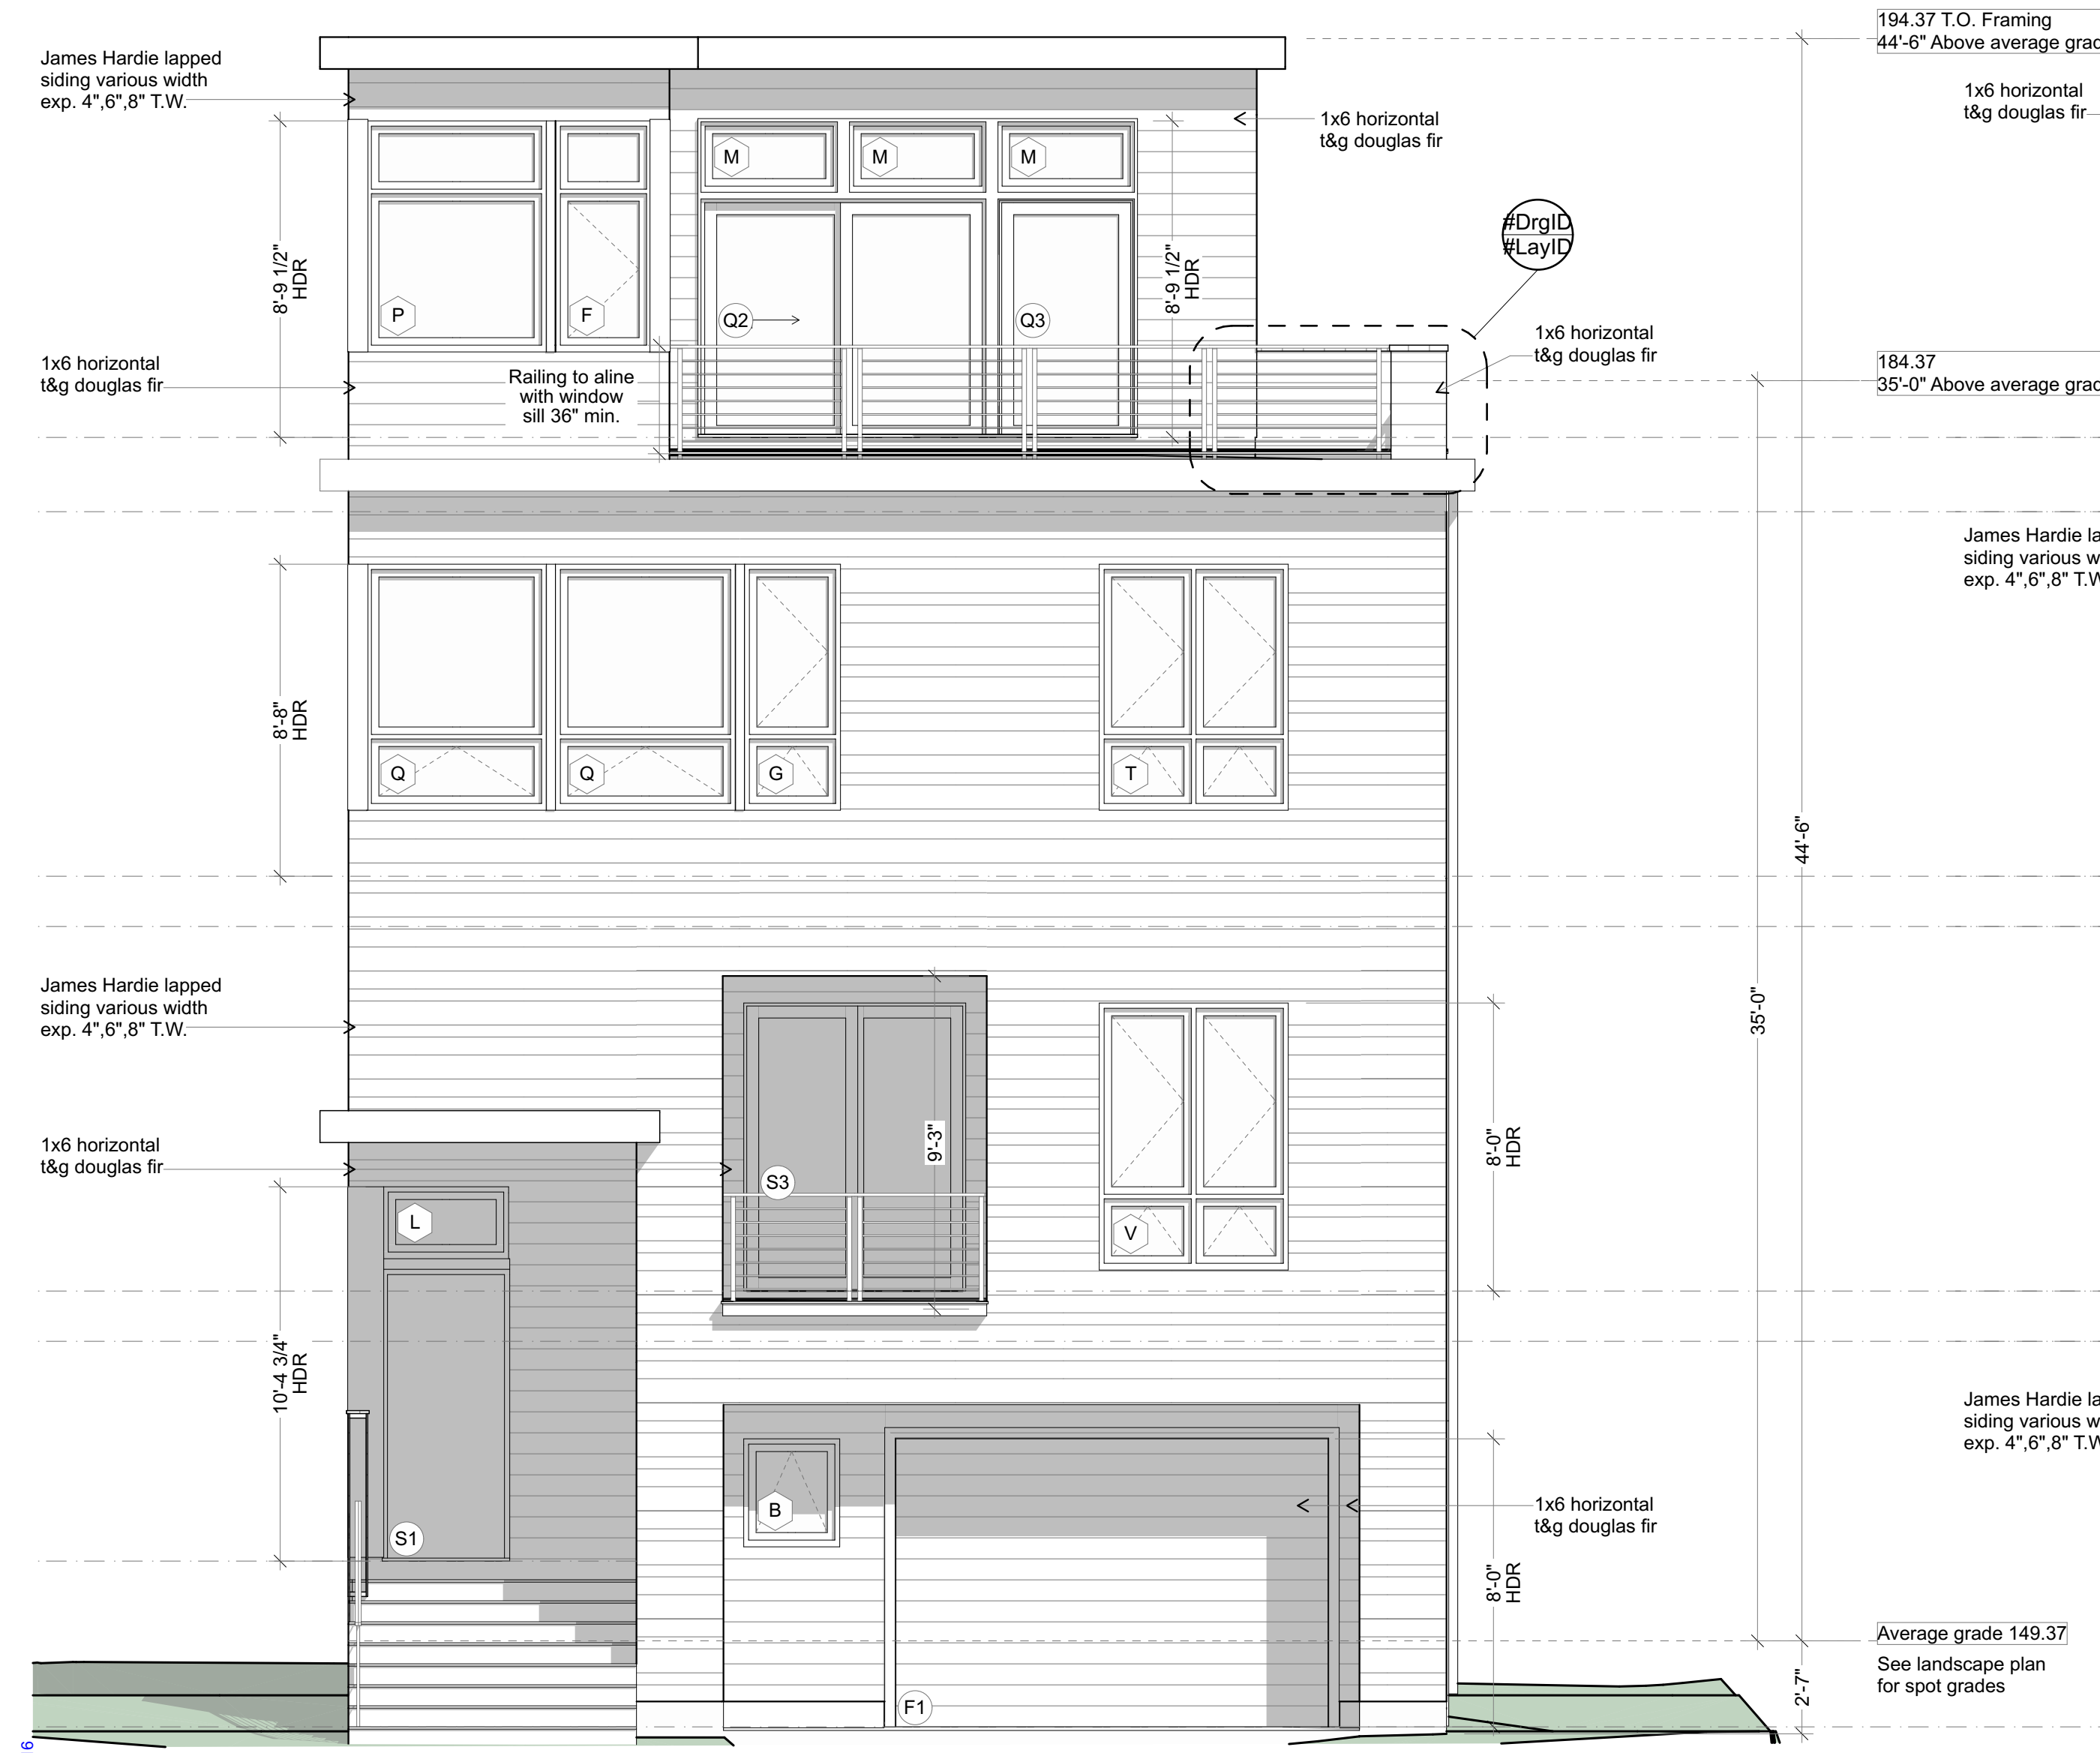 194.37 T.O. Framing
44'-6" Above average grad
James Hardie lapped
siding various width
exp. 4",6",8" T.W.
1x6 horizontal
t&g douglas fir
1x6 horizontal
t&g douglas fir
M
M
M
#DrgID
#LayID
8'-9 1/2"
HDR
8'-9 1/2"
HDR
P
F
Q2
Q3
1x6 horizontal
t&g douglas fir
1x6 horizontal
t&g douglas fir
184.37
35'-0" Above average grad
Railing to aline
with window
sill 36" min.
James Hardie la
siding various w
exp. 4",6",8" T.W
8'-8"
HDR
Q
Q
G
T
44'-6"
35'-0"
James Hardie lapped
siding various width
exp. 4",6",8" T.W.
9'-3"
8'-0"
HDR
1x6 horizontal
t&g douglas fir
S3
L
V
10'-4 3/4"
HDR
James Hardie la
siding various w
exp. 4",6",8" T.W
B
S1
1x6 horizontal
t&g douglas fir
8'-0"
HDR
Average grade 149.37
See landscape plan
for spot grades
2'-7"
F1
16